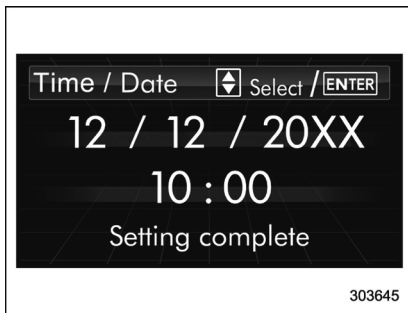 Time / Date Select / ENTER
12 / 12 / 20XX
10 : 00
Setting complete
303645